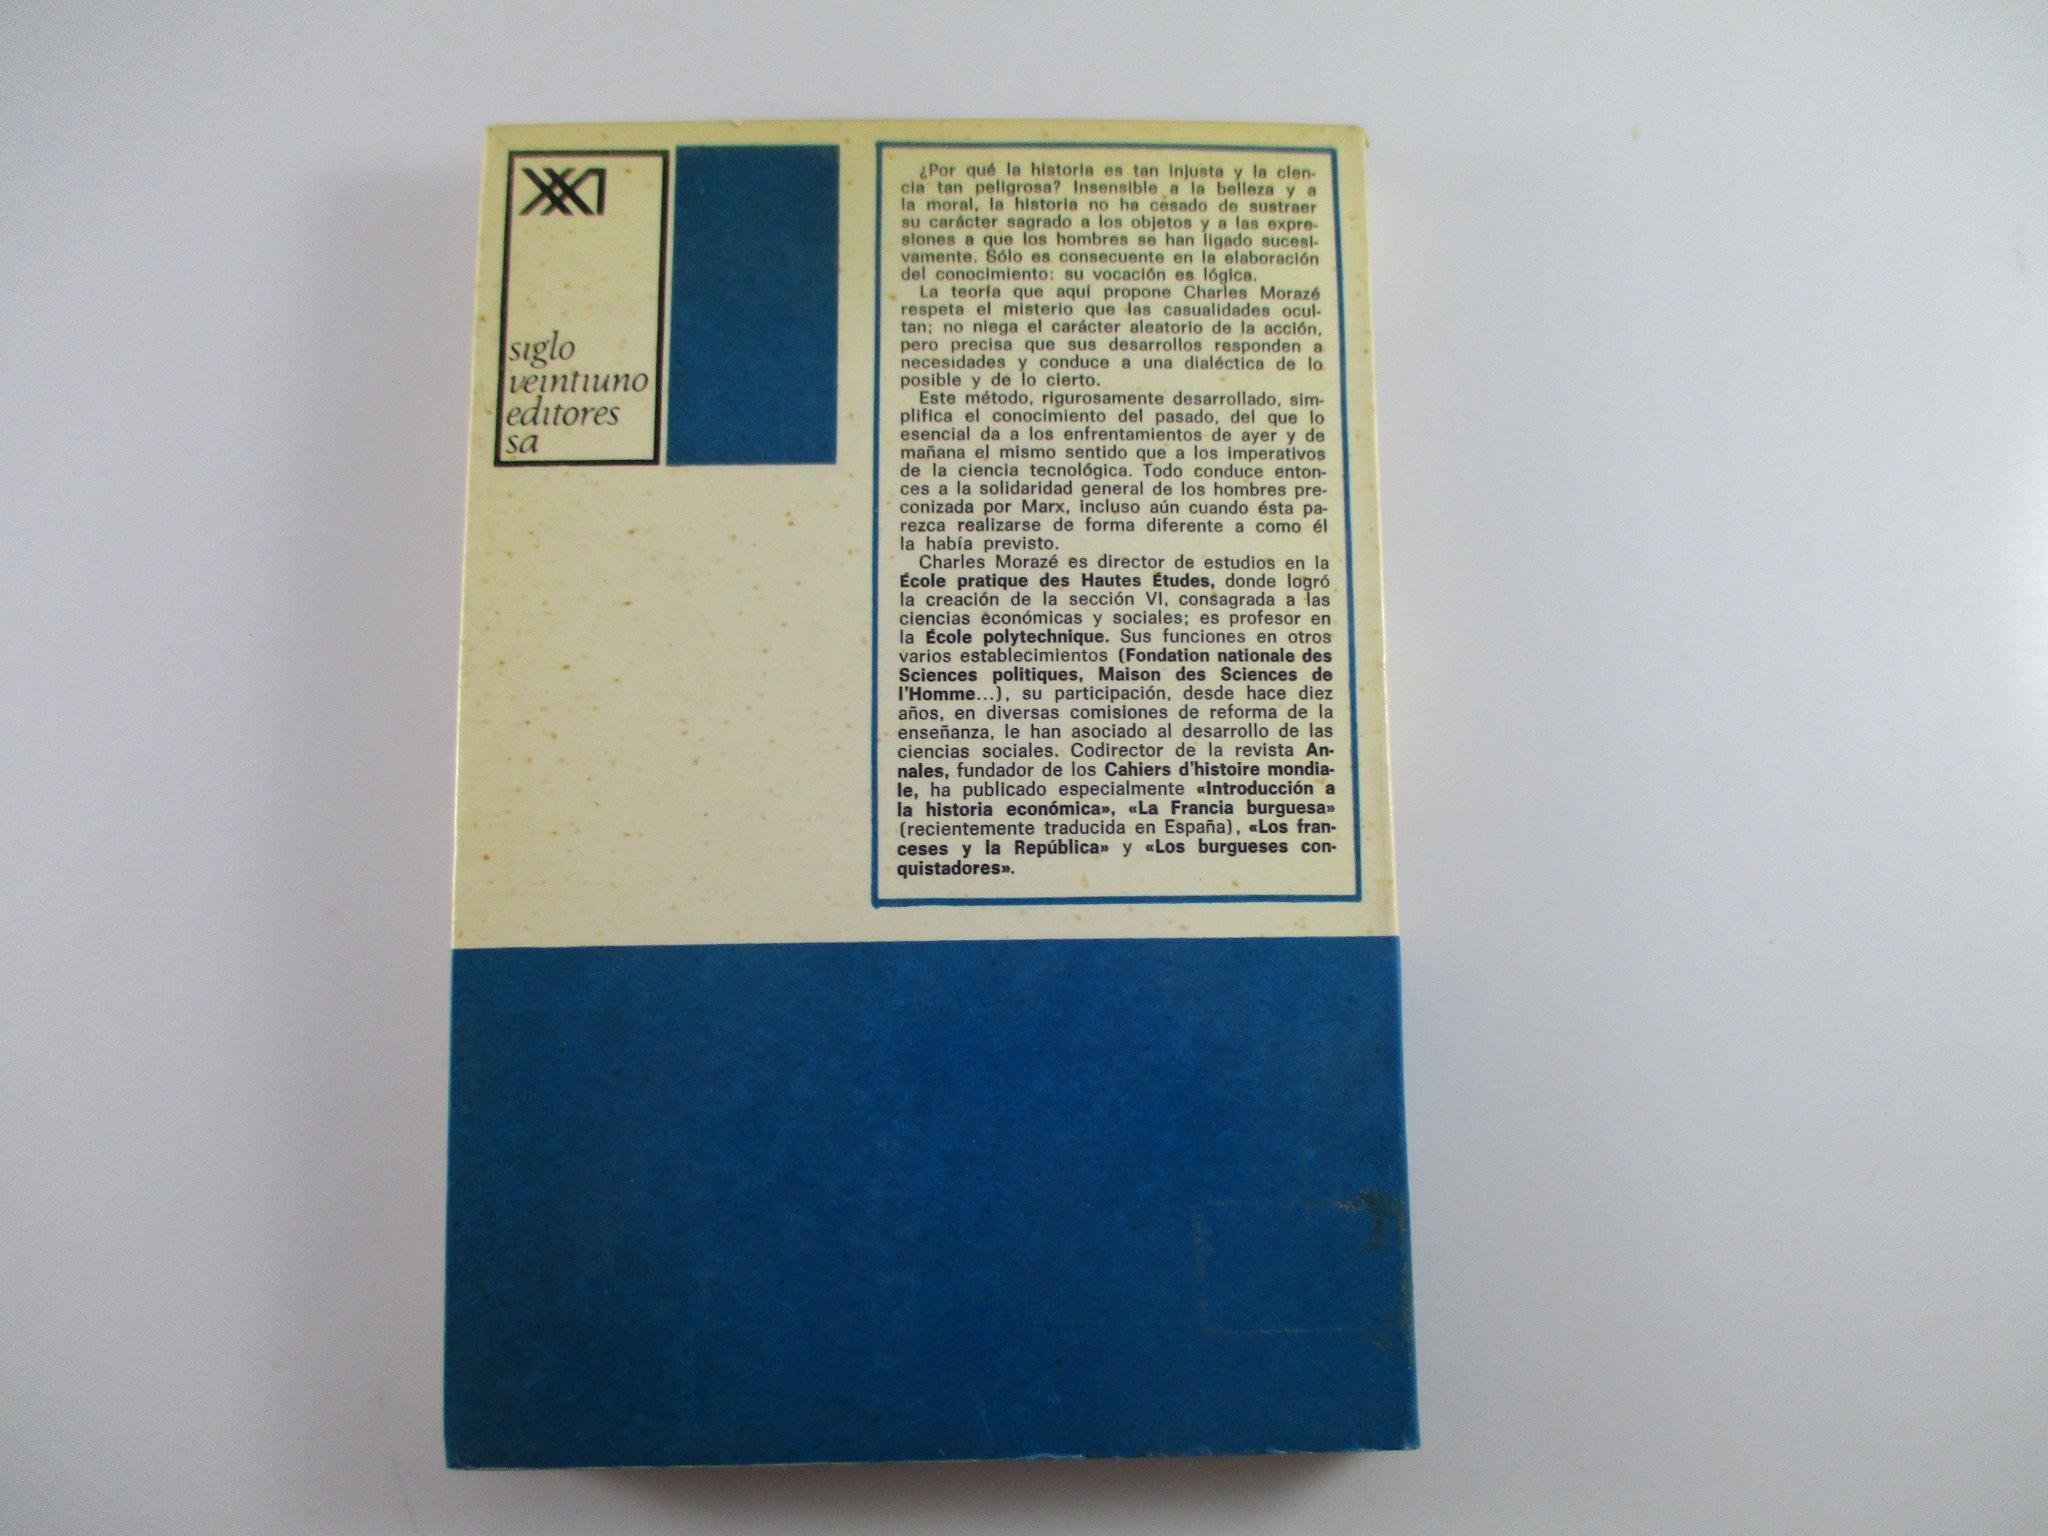 XXI
siglo
veintiuno
editores
sa
¿Por qué la historia es tan injusta y la cien-
cia tan peligrosa? Insensible a la belleza y a
la moral, la historia no ha cesado de sustraer
su carácter sagrado a los objetos y a las expre-
siones a que los hombres se han ligado sucesi-
vamente. Sólo es consecuente en la elaboración
del conocimiento: su vocación es lógica.
La teoría que aquí propone Charles Morazé
respeta el misterio que las casualidades ocul-
tan; no niega el carácter aleatorio de la acción,
pero precisa que sus desarrollos responden a
necesidades y conduce a una dialéctica de lo
posible y de lo cierto.
Este método, rigurosamente desarrollado, sim-
plifica el conocimiento del pasado, del que lo
esencial da a los enfrentamientos de ayer y de
mañana el mismo sentido que a los imperativos
de la ciencia tecnológica. Todo conduce enton-
ces a la solidaridad general de los hombres pre-
conizada por Marx, incluso aún cuando ésta pa-
rezca realizarse de forma diferente a como él
la había previsto.
Charles Morazé es director de estudios en la
École pratique des Hautes Études, donde logró
la creación de la sección VI, consagrada a las
ciencias económicas y sociales; es profesor en
la École polytechnique. Sus funciones en otros
varios establecimientos (Fondation nationale des
Sciences politiques, Maison des Sciences de
l'Homme...), su participación, desde hace diez
años, en diversas comisiones de reforma de la
enseñanza, le han asociado al desarrollo de las
ciencias sociales. Codirector de la revista An-
nales, fundador de los Cahiers d'histoire mondia-
le, ha publicado especialmente «Introducción a
la historia económica», «La Francia burguesa»
(recientemente traducida en España), «Los fran-
ceses y la República» y «Los burgueses con-
quistadores».